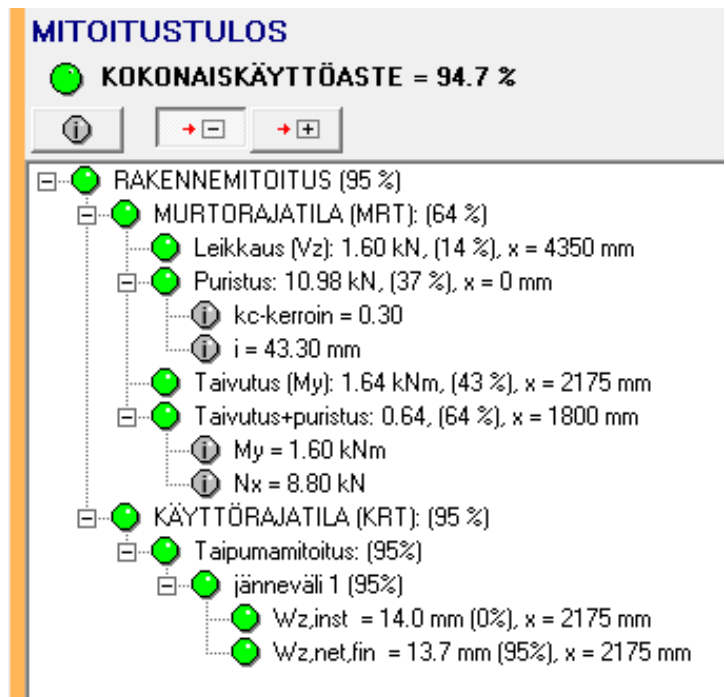 MITOITUSTULOS
KOKONAISKÄYTTÖASTE = 94.7 %
RAKENNEMITOITUS (95 %)
MURTORAJATILA (MRT): (64 %)
Leikkaus (Vz): 1.60 kN, (14 %), x = 4350 mm
Puristus: 10.98 kN, (37 %), x = 0 mm
kc-kerroin = 0.30
i = 43.30 mm
Taivutus (My): 1.64 kNm, (43 %), x = 2175 mm
Taivutus+puristus: 0.64, (64 %), x = 1800 mm
My = 1.60 kNm
Nx = 8.80 kN
KÄYTTÖRAJATILA (KRT): (95 %)
Taipumamitoitus: (95%)
jänneväli 1 (95%)
Wz,inst = 14.0 mm (0%), x = 2175 mm
Wz,net,fin = 13.7 mm (95%), x = 2175 mm